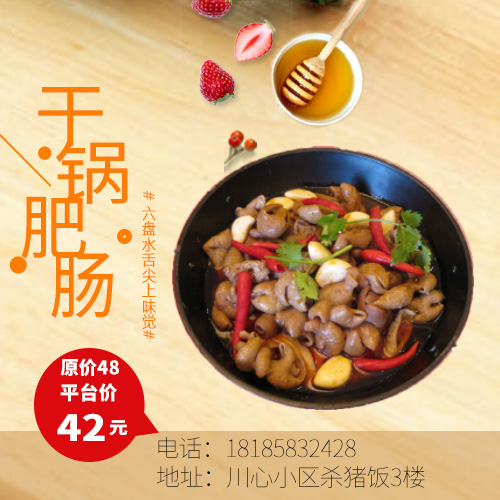 干锅肥肠
#六盘水舌尖上味觉#
原价48
平台价
42元
电话：18185832428
地址：川心小区杀猪饭3楼